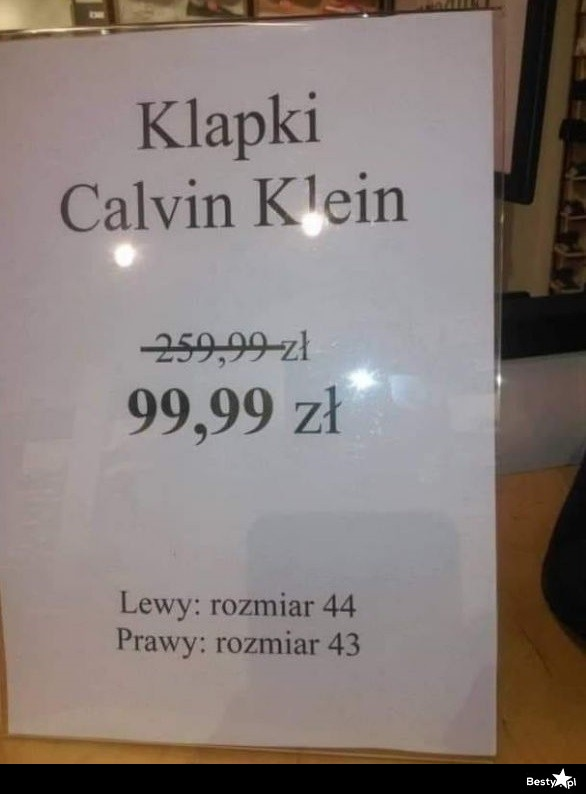 Klapki
Calvin Klein
259,99 zł
99,99 zł
Lewy: rozmiar 44
Prawy: rozmiar 43
Besty.pl